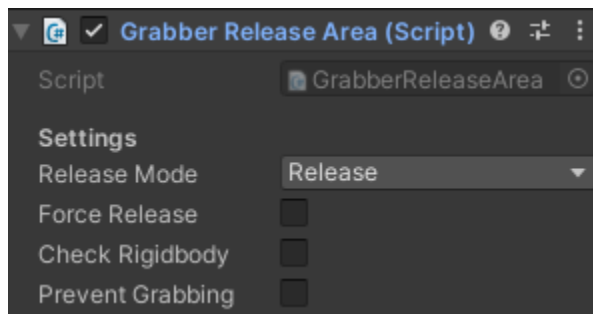 Grabber Release Area (Script)
Script GrabberReleaseArea
Settings
Release Mode Release
Force Release
Check Rigidbody
Prevent Grabbing